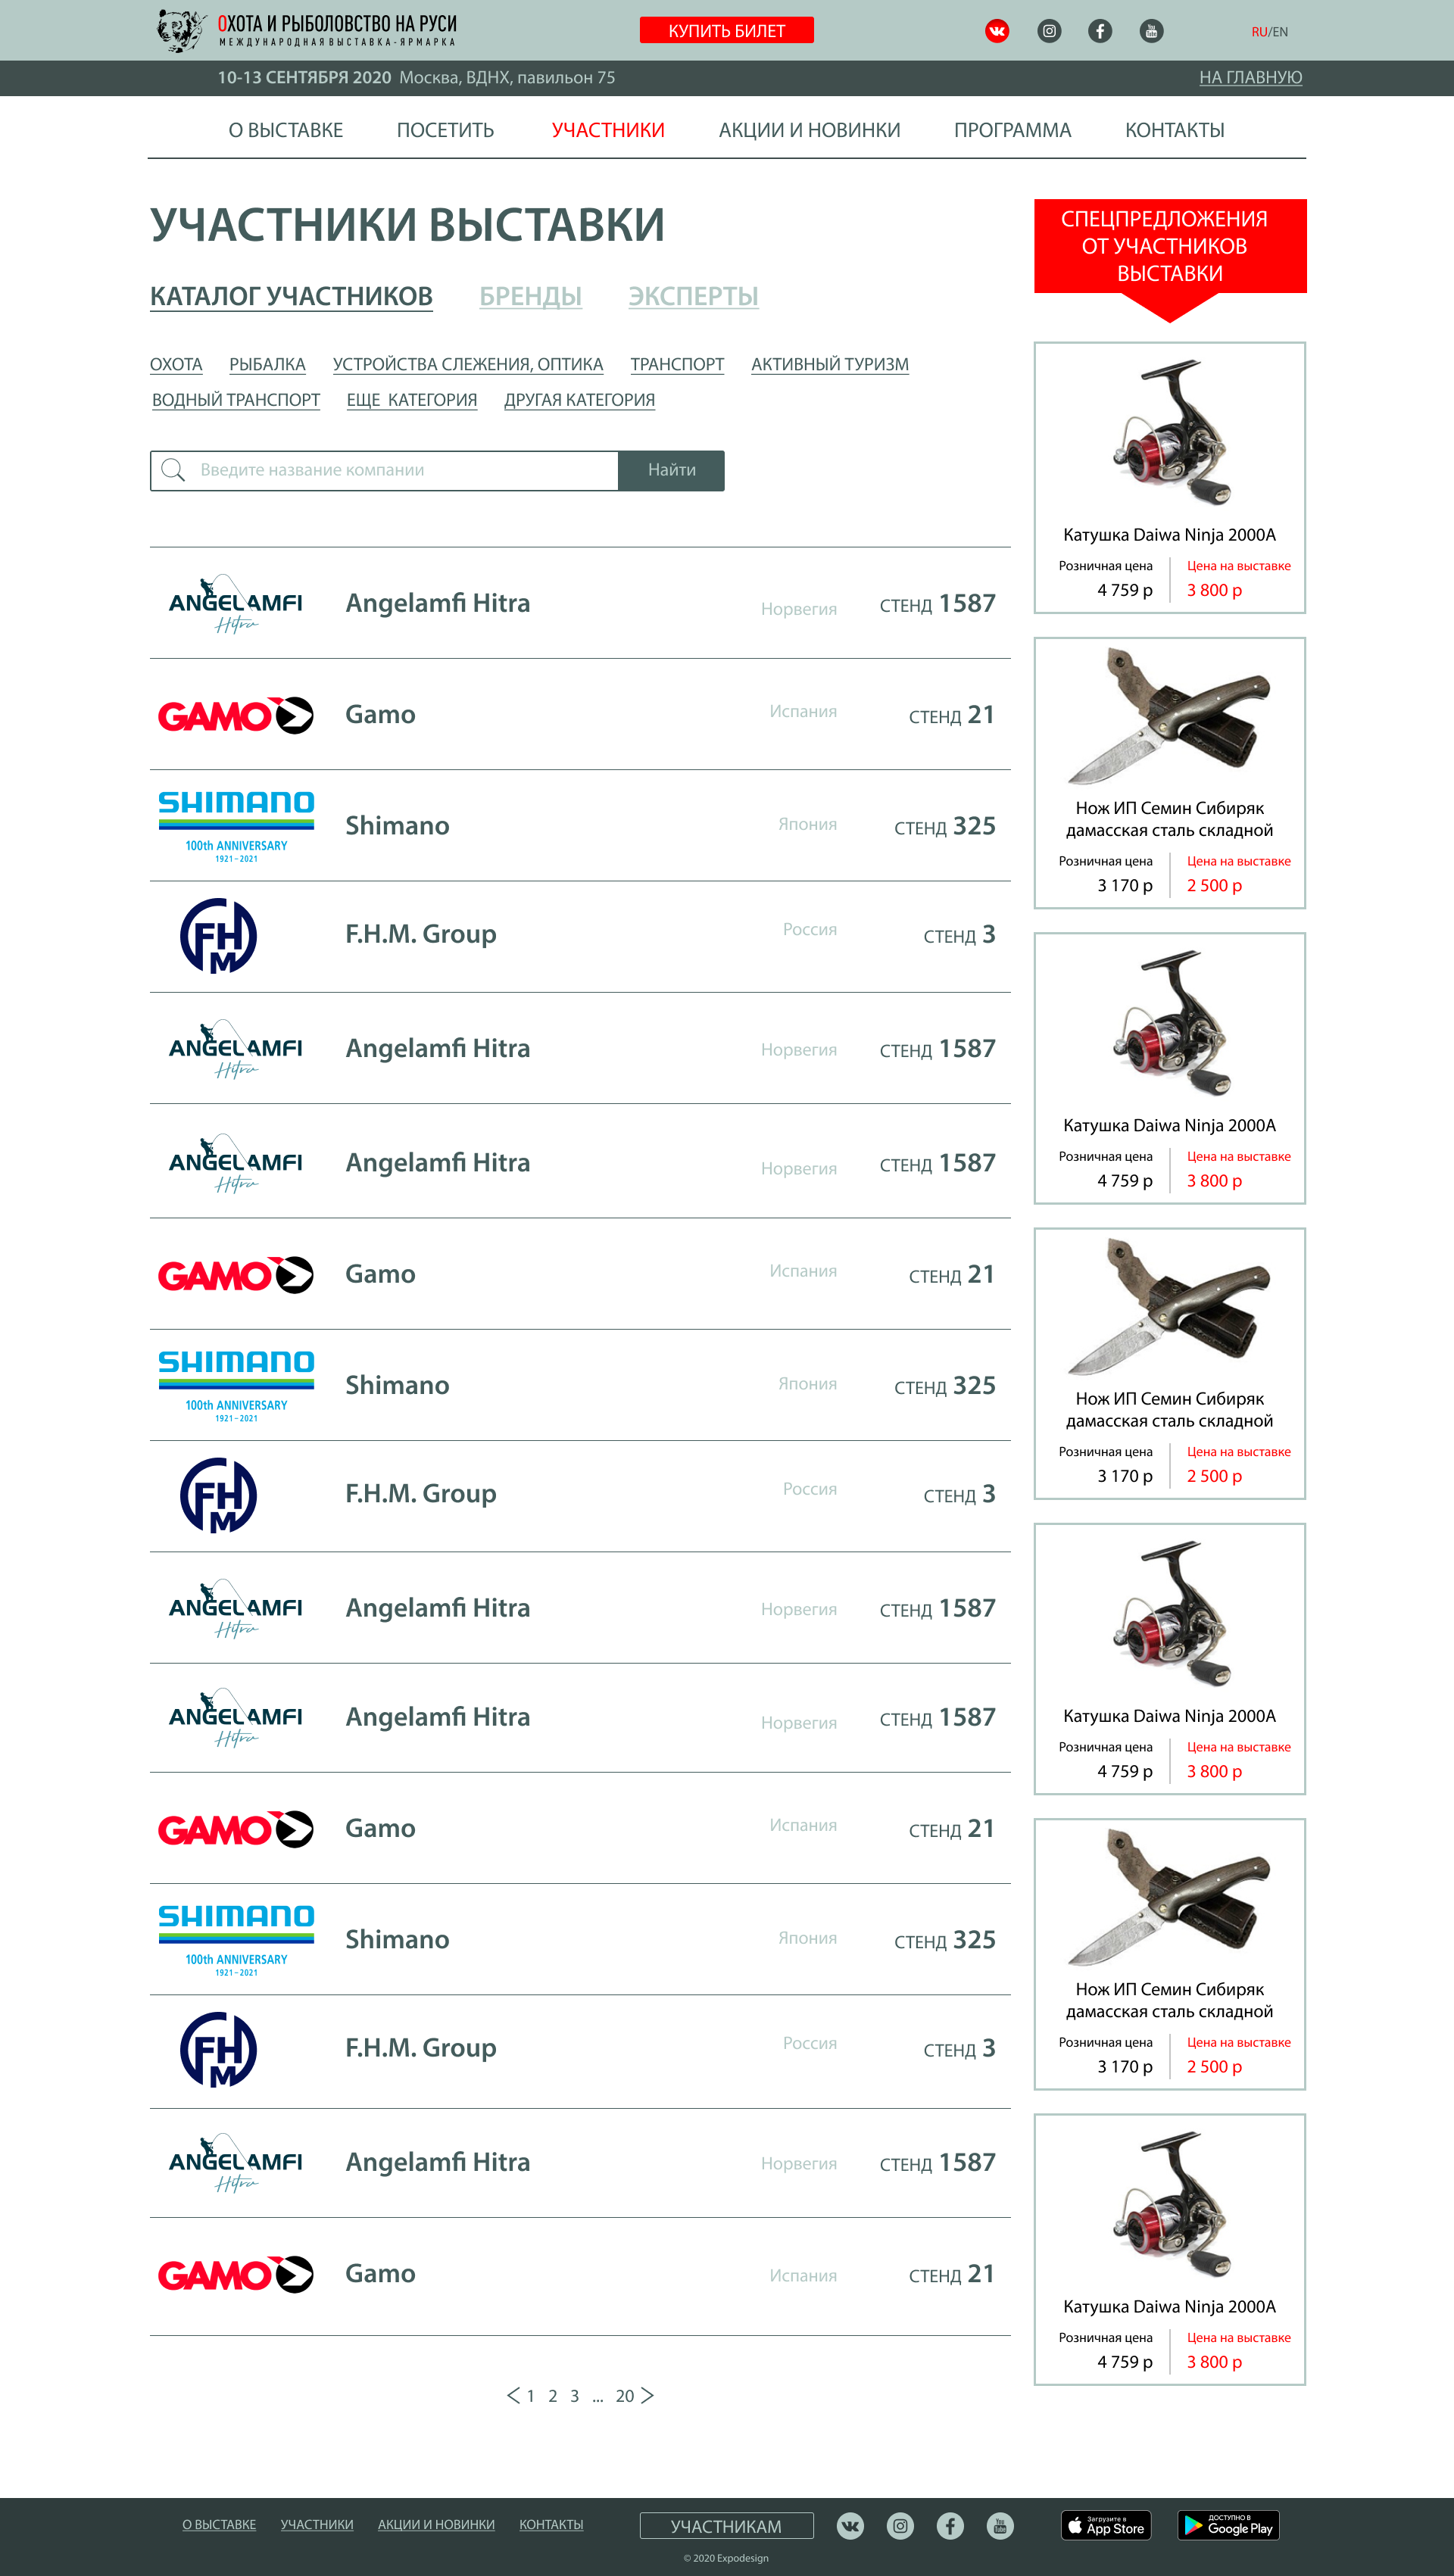 ОХОТА И РЫБОЛОВСТВО НА РУСИ
МЕЖДУНАРОДНАЯ ВЫСТАВКА-ЯРМАРКА
КУПИТЬ БИЛЕТ
RU/EN
10-13 СЕНТЯБРЯ 2020 Москва, ВДНХ, павильон 75
НА ГЛАВНУЮ
О ВЫСТАВКЕ ПОСЕТИТЬ УЧАСТНИКИ АКЦИИ И НОВИНКИ ПРОГРАММА КОНТАКТЫ
УЧАСТНИКИ ВЫСТАВКИ
КАТАЛОГ УЧАСТНИКОВ БРЕНДЫ ЭКСПЕРТЫ
ОХОТА РЫБАЛКА УСТРОЙСТВА СЛЕЖЕНИЯ, ОПТИКА ТРАНСПОРТ АКТИВНЫЙ ТУРИЗМ
ВОДНЫЙ ТРАНСПОРТ ЕЩЕ КАТЕГОРИЯ ДРУГАЯ КАТЕГОРИЯ
Введите название компании Найти
ANGELAMFI
Hitra
Angelamfi Hitra Норвегия СТЕНД 1587
GAMO Gamo Испания СТЕНД 21
SHIMANO
100th ANNIVERSARY
1921-2021
Shimano Япония СТЕНД 325
FHM F.H.M. Group Россия СТЕНД 3
ANGELAMFI
Hitra
Angelamfi Hitra Норвегия СТЕНД 1587
ANGELAMFI
Hitra
Angelamfi Hitra Норвегия СТЕНД 1587
GAMO Gamo Испания СТЕНД 21
SHIMANO
100th ANNIVERSARY
1921-2021
Shimano Япония СТЕНД 325
FHM F.H.M. Group Россия СТЕНД 3
ANGELAMFI
Hitra
Angelamfi Hitra Норвегия СТЕНД 1587
ANGELAMFI
Hitra
Angelamfi Hitra Норвегия СТЕНД 1587
GAMO Gamo Испания СТЕНД 21
SHIMANO
100th ANNIVERSARY
1921-2021
Shimano Япония СТЕНД 325
FHM F.H.M. Group Россия СТЕНД 3
ANGELAMFI
Hitra
Angelamfi Hitra Норвегия СТЕНД 1587
GAMO Gamo Испания СТЕНД 21
< 1 2 3 ... 20 >
СПЕЦПРЕДЛОЖЕНИЯ
ОТ УЧАСТНИКОВ
ВЫСТАВКИ
Катушка Daiwa Ninja 2000A
Розничная цена Цена на выставке
4 759 р 3 800 р
Нож ИП Семин Сибиряк
дамасская сталь складной
Розничная цена Цена на выставке
3 170 р 2 500 р
Катушка Daiwa Ninja 2000A
Розничная цена Цена на выставке
4 759 р 3 800 р
Нож ИП Семин Сибиряк
дамасская сталь складной
Розничная цена Цена на выставке
3 170 р 2 500 р
Катушка Daiwa Ninja 2000A
Розничная цена Цена на выставке
4 759 р 3 800 р
Нож ИП Семин Сибиряк
дамасская сталь складной
Розничная цена Цена на выставке
3 170 р 2 500 р
Катушка Daiwa Ninja 2000A
Розничная цена Цена на выставке
4 759 р 3 800 р
О ВЫСТАВКЕ УЧАСТНИКИ АКЦИИ И НОВИНКИ КОНТАКТЫ
УЧАСТНИКАМ
You Tube
Загрузите в
App Store
ДОСТУПНО В
Google Play
© 2020 Expodesign